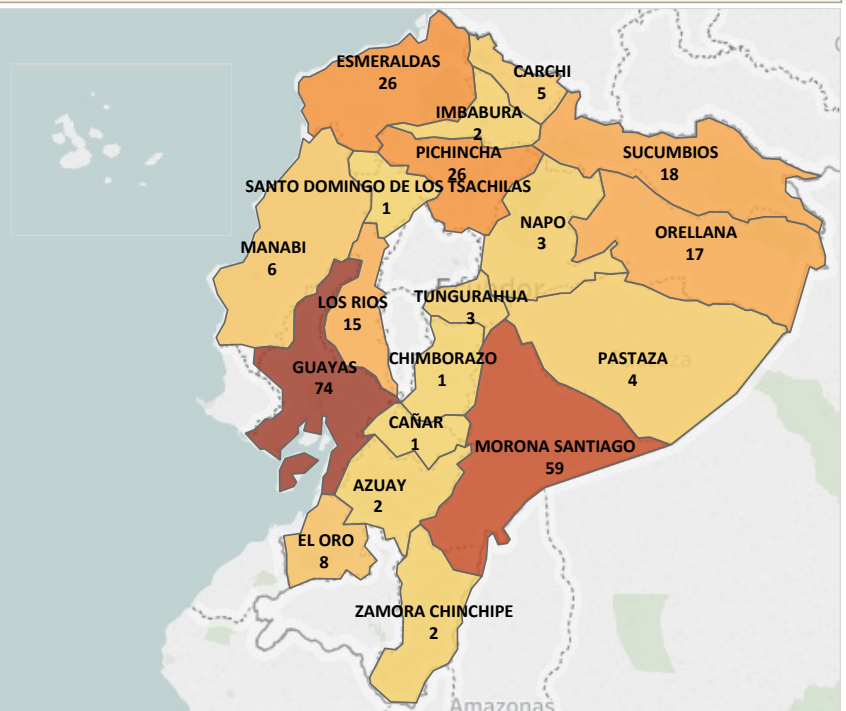 ESMERALDAS
26
CARCHI
5
IMBABURA
2
PICHINCHA
26
SUCUMBIOS
18
SANTO DOMINGO DE LOS TSACHILAS
1
NAPO
3
ORELLANA
17
MANABI
6
TUNGURAHUA
3
LOS RIOS
15
CHIMBORAZO
1
PASTAZA
4
GUAYAS
74
CAÑAR
1
MORONA SANTIAGO
59
AZUAY
2
EL ORO
8
ZAMORA CHINCHIPE
2
Amazonas